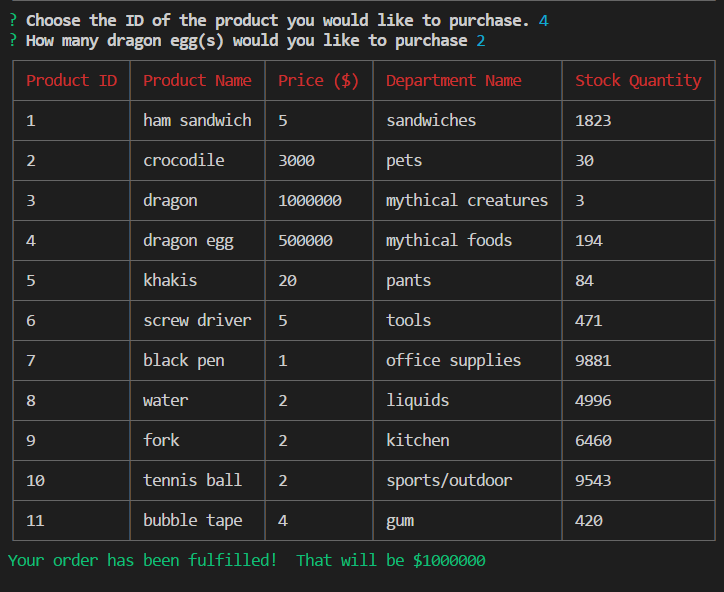 ? Choose the ID of the product you would like to purchase. 4
? How many dragon egg(s) would you like to purchase 2
Product ID Product Name Price ($) Department Name Stock Quantity
1 ham sandwich 5 sandwiches 1823
2 crocodile 3000 pets 30
3 dragon 1000000 mythical creatures 3
4 dragon egg 500000 mythical foods 194
5 khakis 20 pants 84
6 screw driver 5 tools 471
7 black pen 1 office supplies 9881
8 water 2 liquids 4996
9 fork 2 kitchen 6460
10 tennis ball 2 sports/outdoor 9543
11 bubble tape 4 gum 420
Your order has been fulfilled!  That will be $1000000